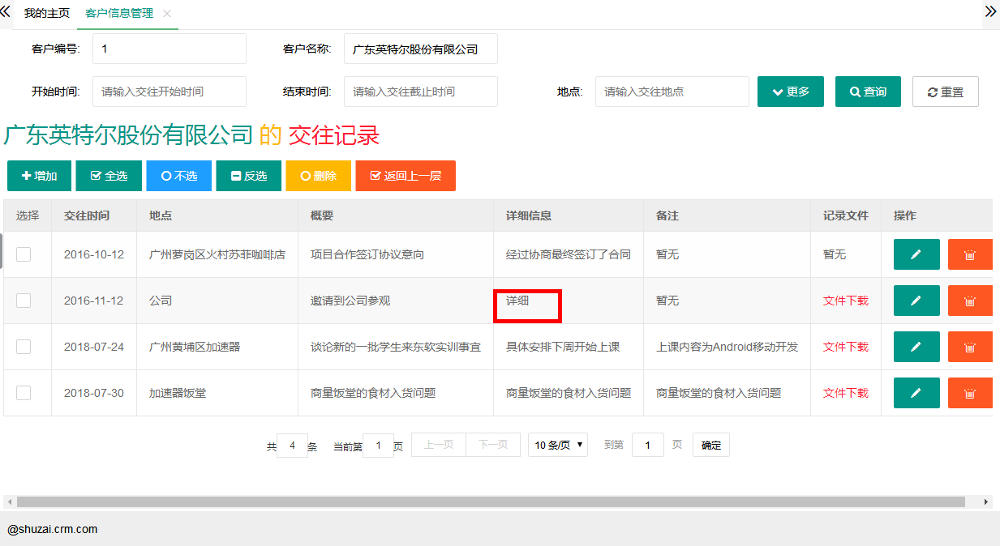 我的主页 客户信息管理
客户编号: 1 客户名称: 广东英特尔股份有限公司
开始时间: 请输入交往开始时间 结束时间: 请输入交往截止时间 地点: 请输入交往地点 更多 查询 重置
广东英特尔股份有限公司 的 交往记录
增加 全选 不选 反选 删除 返回上一层
选择 交往时间 地点 概要 详细信息 备注 记录文件 操作
2016-10-12 广州萝岗区火村苏菲咖啡店 项目合作签订协议意向 经过协商最终签订了合同 暂无 暂无
2016-11-12 公司 邀请到公司参观 详细 暂无 文件下载
2018-07-24 广州黄埔区加速器 谈论新的一批学生来东软实训事宜 具体安排下周开始上课 上课内容为Android移动开发 文件下载
2018-07-30 加速器饭堂 商量饭堂的食材入货问题 商量饭堂的食材入货问题 商量饭堂的食材入货问题 文件下载
共 4 条 当前第 1 页 上一页 下一页 10 条/页 到第 1 页 确定
@shuzai.crm.com